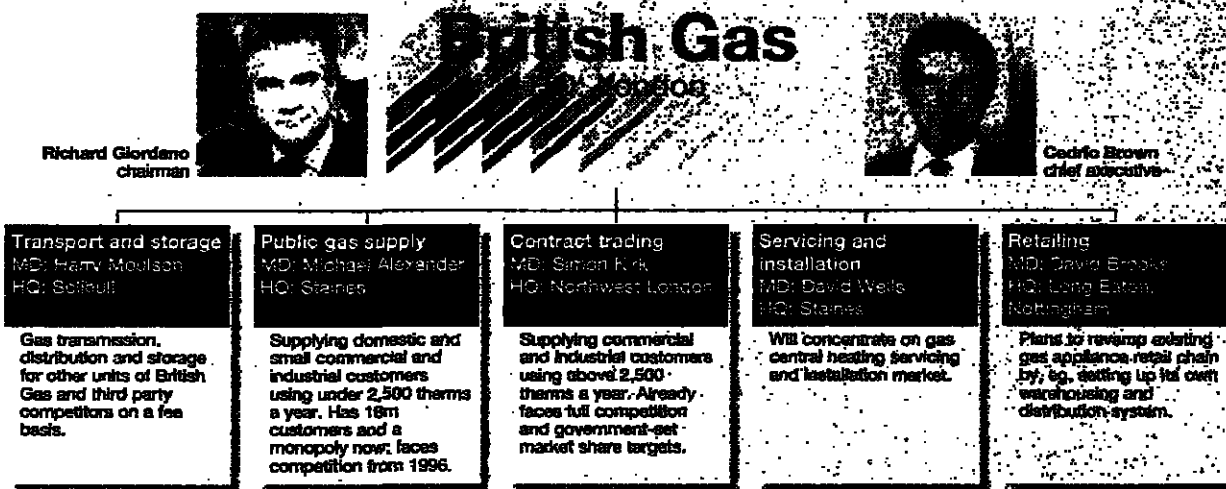 British Gas
London
Richard Giordano
chairman
Cedric Brown
chief executive
Transport and storage
MD: Harry Moulson
HQ: Solihull
Gas transmission,
distribution and storage
for other units of British
Gas and third party
competitors on a fee
basis.
Public gas supply
MD: Michael Alexander
HQ: Staines
Supplying domestic and
small commercial and
industrial customers
using under 2,500 therms
a year. Has 18m
customers and a
monopoly now: faces
competition from 1996.
Contract trading
MD: Simon Kirk
HQ: Northwest London
Supplying commercial
and industrial customers
using above 2,500
therms a year. Already
faces full competition
and government-set
market share targets.
Servicing and
installation
MD: David Wells
HQ: Staines
Will concentrate on gas
central heating servicing
and installation market.
Retailing
MD: David Brooks
HQ: Long Eaton,
Nottingham
Plans to revamp existing
gas appliance retail chain
by, eg, setting up its own
warehousing and
distribution system.